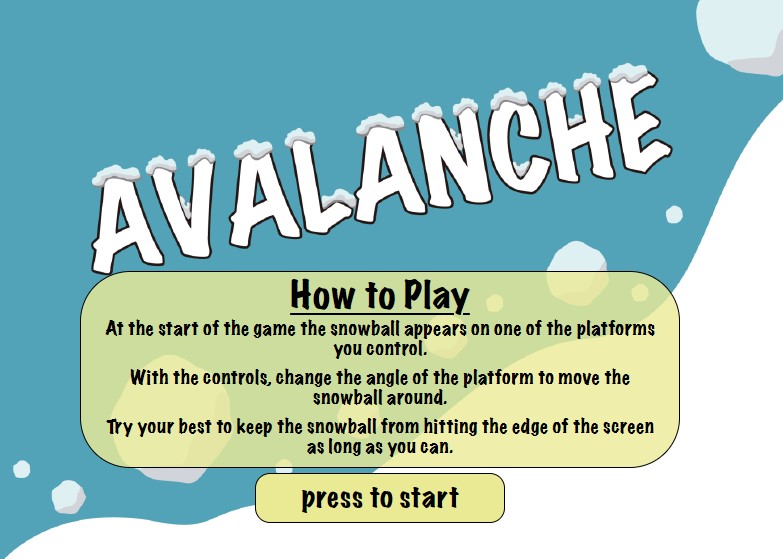 AVALANCHE
How to Play
At the start of the game the snowball appears on one of the platforms
you control.
With the controls, change the angle of the platform to move the
snowball around.
Try your best to keep the snowball from hitting the edge of the screen
as long as you can.
press to start